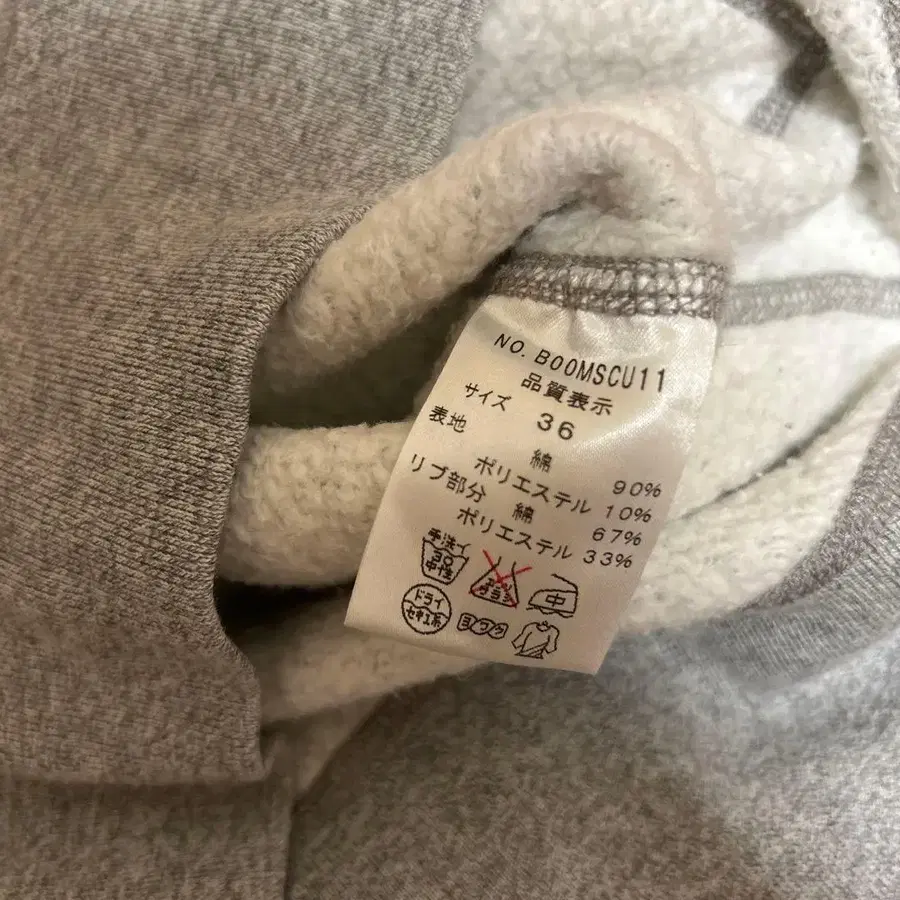 NO. B00MSCU11
品質表示
サイズ 36
表地
綿 90%
ポリエステル 10%
リブ部分
綿 67%
ポリエステル 33%
手洗イ 30 中性
中
ドライ セキユ系
ヨワク